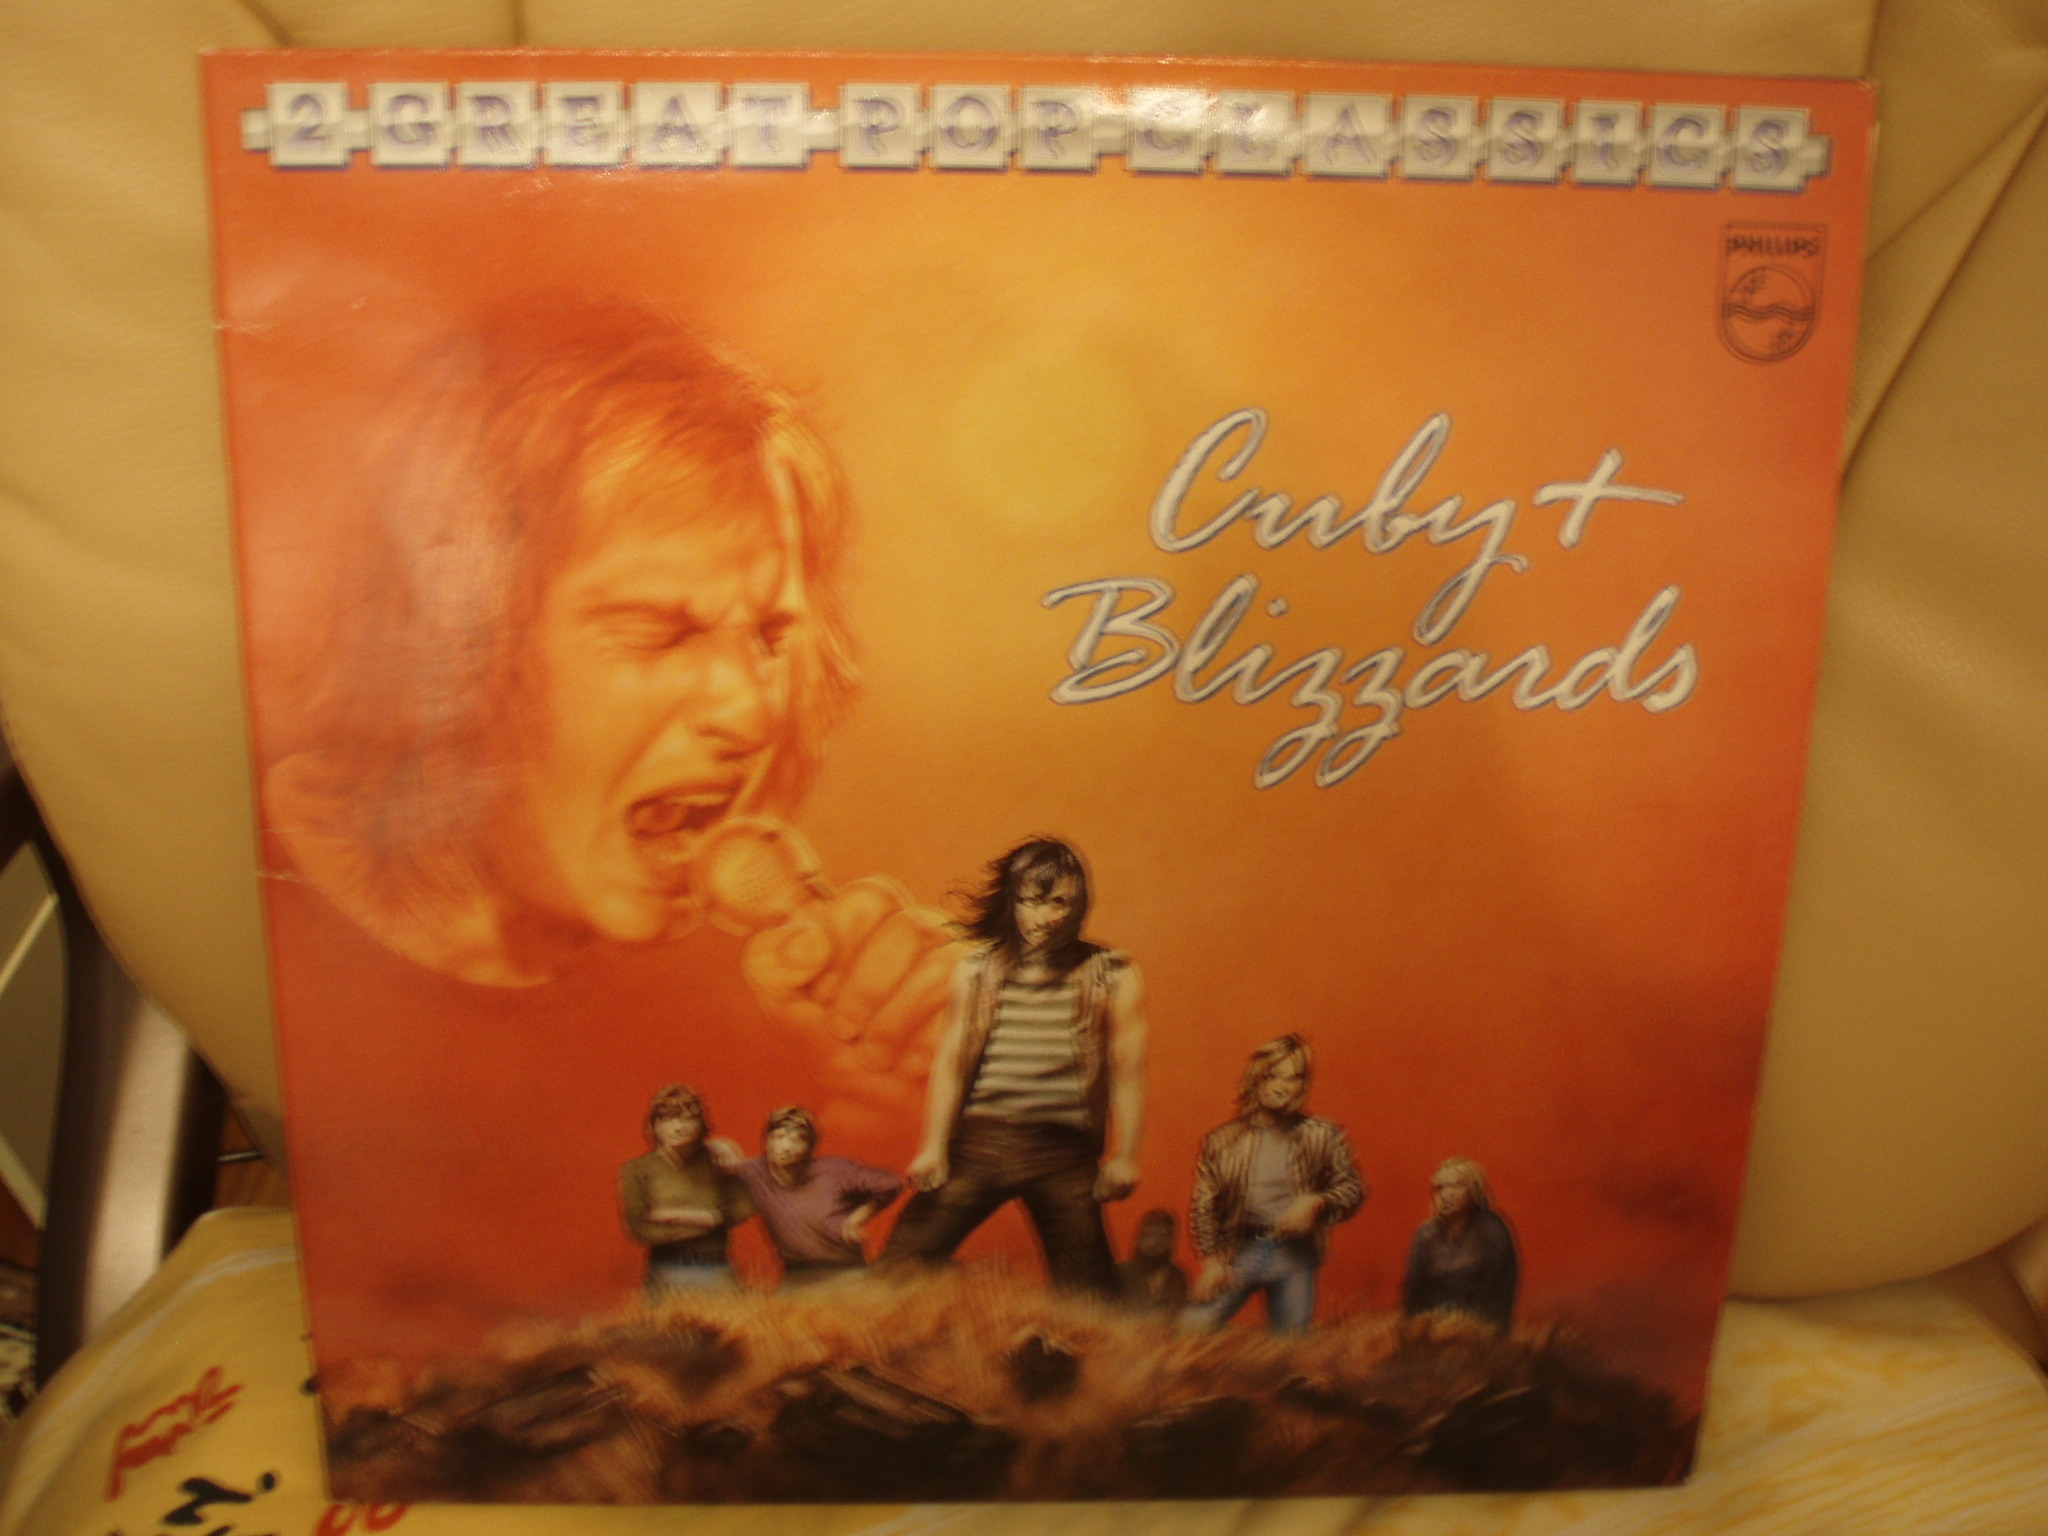 2 GREAT POP CLASSICS
PHILIPS
Cuby +
Blizzards